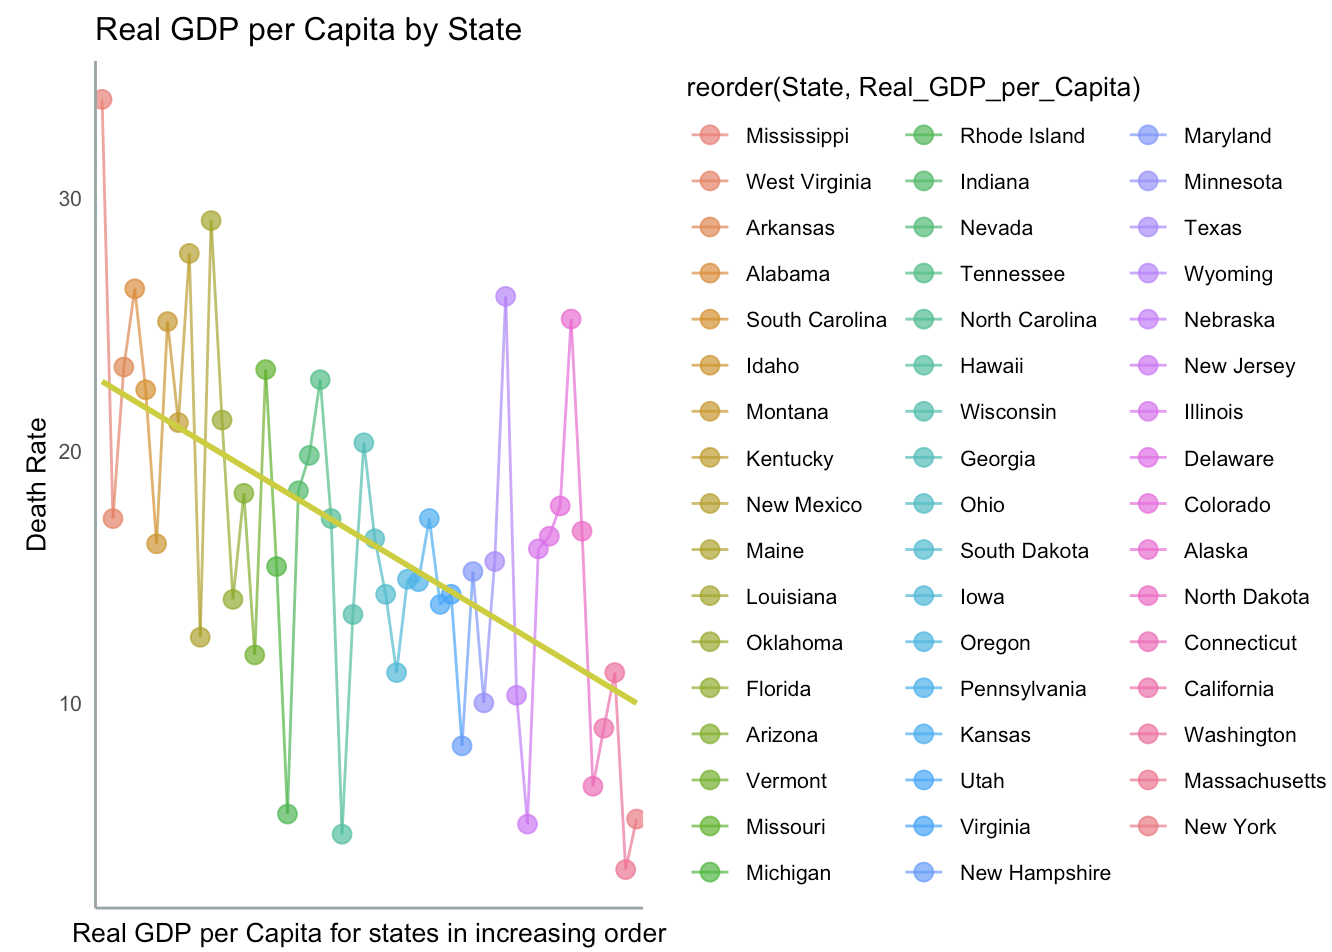 Real GDP per Capita by State
30
20
10
Death Rate
Real GDP per Capita for states in increasing order
reorder(State, Real_GDP_per_Capita)
Mississippi
West Virginia
Arkansas
Alabama
South Carolina
Idaho
Montana
Kentucky
New Mexico
Maine
Louisiana
Oklahoma
Florida
Arizona
Vermont
Missouri
Michigan
Rhode Island
Indiana
Nevada
Tennessee
North Carolina
Hawaii
Wisconsin
Georgia
Ohio
South Dakota
Iowa
Oregon
Pennsylvania
Kansas
Utah
Virginia
New Hampshire
Maryland
Minnesota
Texas
Wyoming
Nebraska
New Jersey
Illinois
Delaware
Colorado
Alaska
North Dakota
Connecticut
California
Washington
Massachusetts
New York